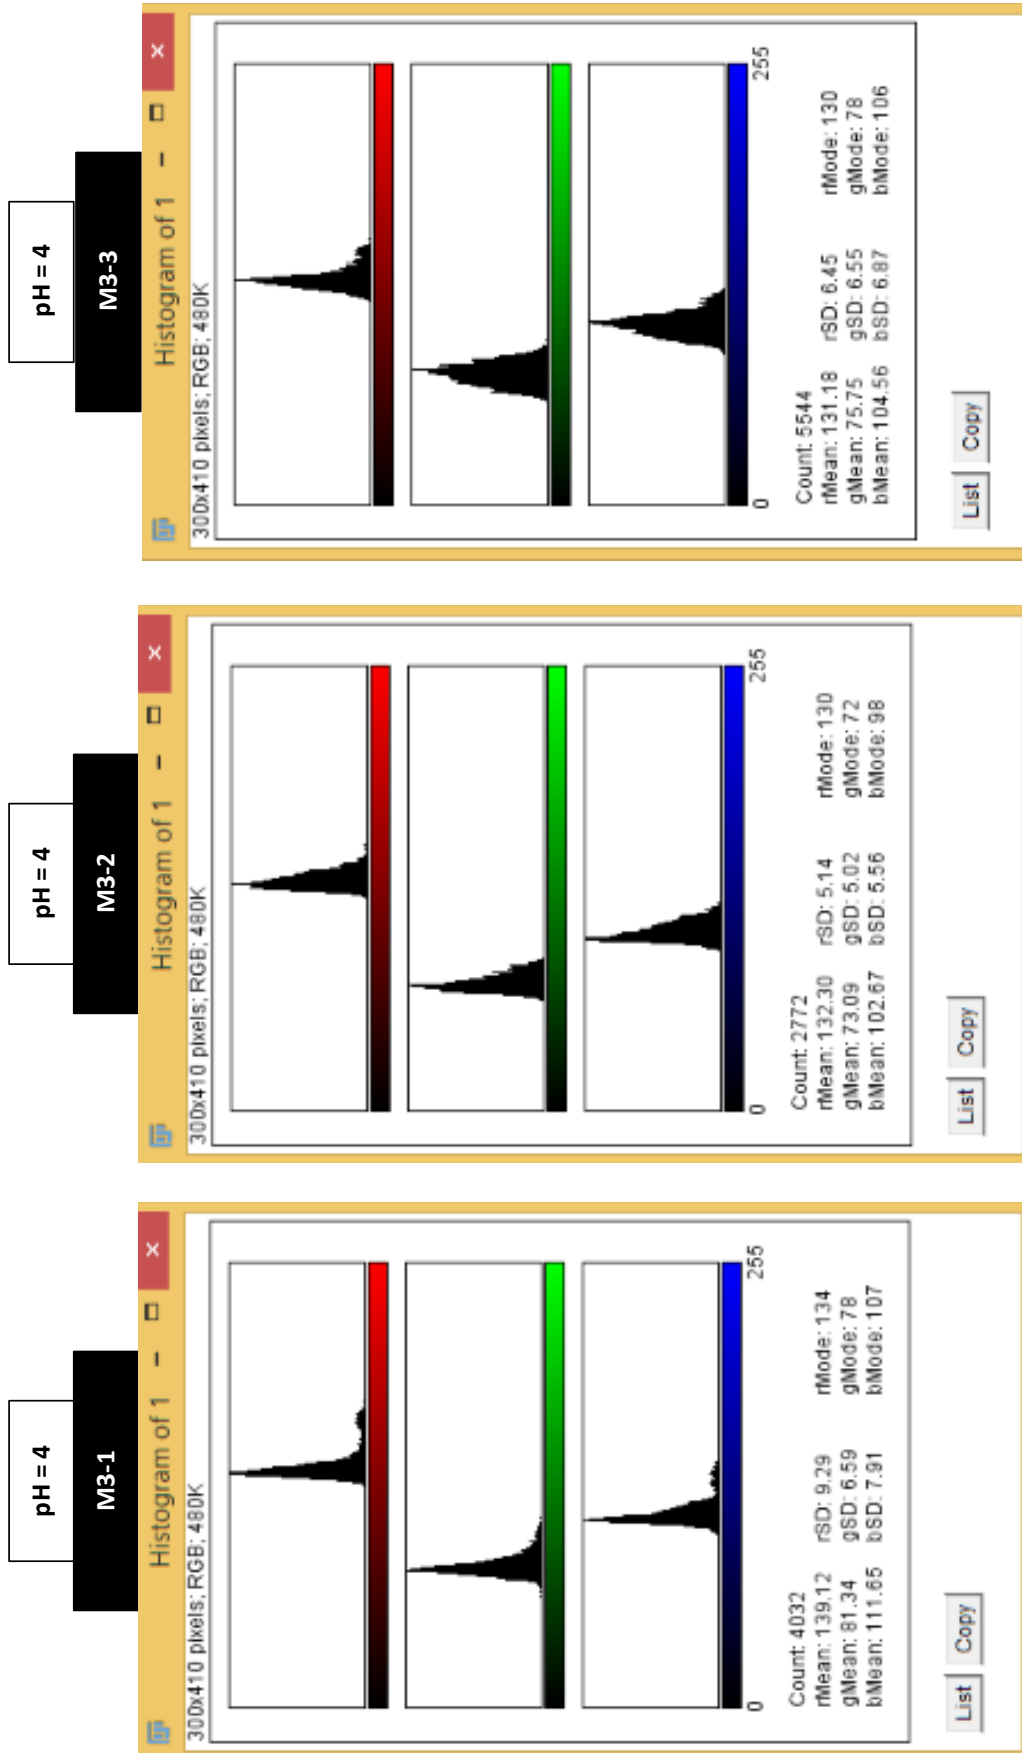 pH = 4
M3-1
Histogram of 1
300x410 pixels; RGB; 480K
0 255
Count: 4032
rMean: 139.12 rSD: 9.29 rMode: 134
gMean: 81.34 gSD: 6.59 gMode: 78
bMean: 111.65 bSD: 7.91 bMode: 107
List Copy
pH = 4
M3-2
Histogram of 1
300x410 pixels; RGB; 480K
0 255
Count: 2772
rMean: 132.30 rSD: 5.14 rMode: 130
gMean: 73.09 gSD: 5.02 gMode: 72
bMean: 102.67 bSD: 5.56 bMode: 98
List Copy
pH = 4
M3-3
Histogram of 1
300x410 pixels; RGB; 480K
0 255
Count: 5544
rMean: 131.18 rSD: 6.45 rMode: 130
gMean: 75.75 gSD: 6.55 gMode: 78
bMean: 104.56 bSD: 6.87 bMode: 106
List Copy